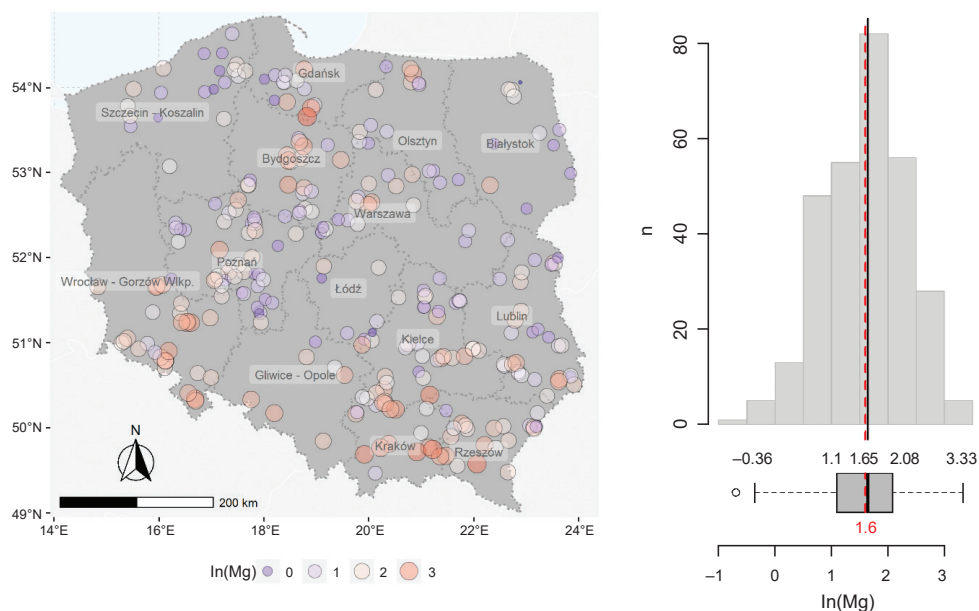 54°N
53°N
52°N
51°N
50°N
49°N
14°E
16°E
18°E
20°E
22°E
24°E
Gdańsk
Szczecin - Koszalin
Olsztyn
Białystok
Bydgoszcz
Warszawa
Poznań
Wrocław - Gorzów Wlkp.
Łódź
Lublin
Kielce
Gliwice - Opole
Kraków
Rzeszów
N
200 km
ln(Mg)
0
1
2
3
80
60
40
20
0
n
−0.36
1.1
1.65
2.08
3.33
1.6
−1
0
1
2
3
ln(Mg)